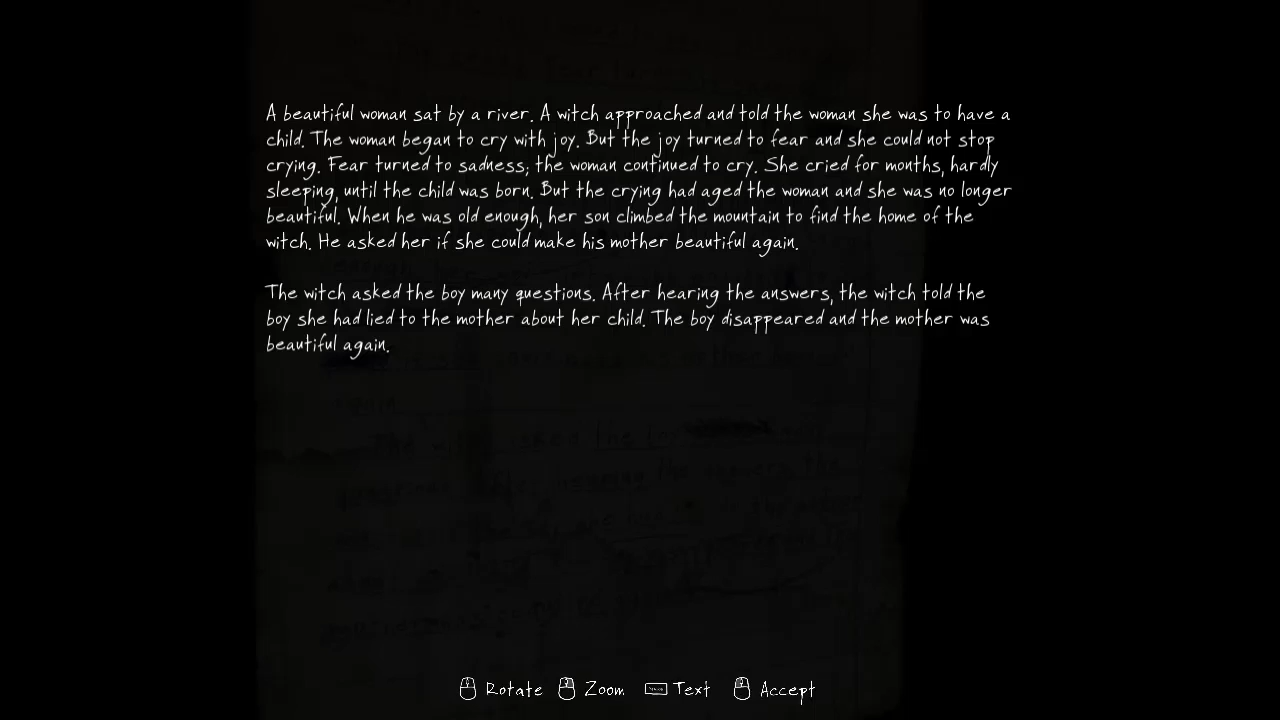 A beautiful woman sat by a river. A witch approached and told the woman she was to have a
child. The woman began to cry with joy. But the joy turned to fear and she could not stop
crying. Fear turned to sadness; the woman continued to cry. She cried for months, hardly
sleeping, until the child was born. But the crying had aged the woman and she was no longer
beautiful. When he was old enough, her son climbed the mountain to find the home of the
witch. He asked her if she could make his mother beautiful again.
The witch asked the boy many questions. After hearing the answers, the witch told the
boy she had lied to the mother about her child. The boy disappeared and the mother was
beautiful again.
Rotate Zoom Text Accept